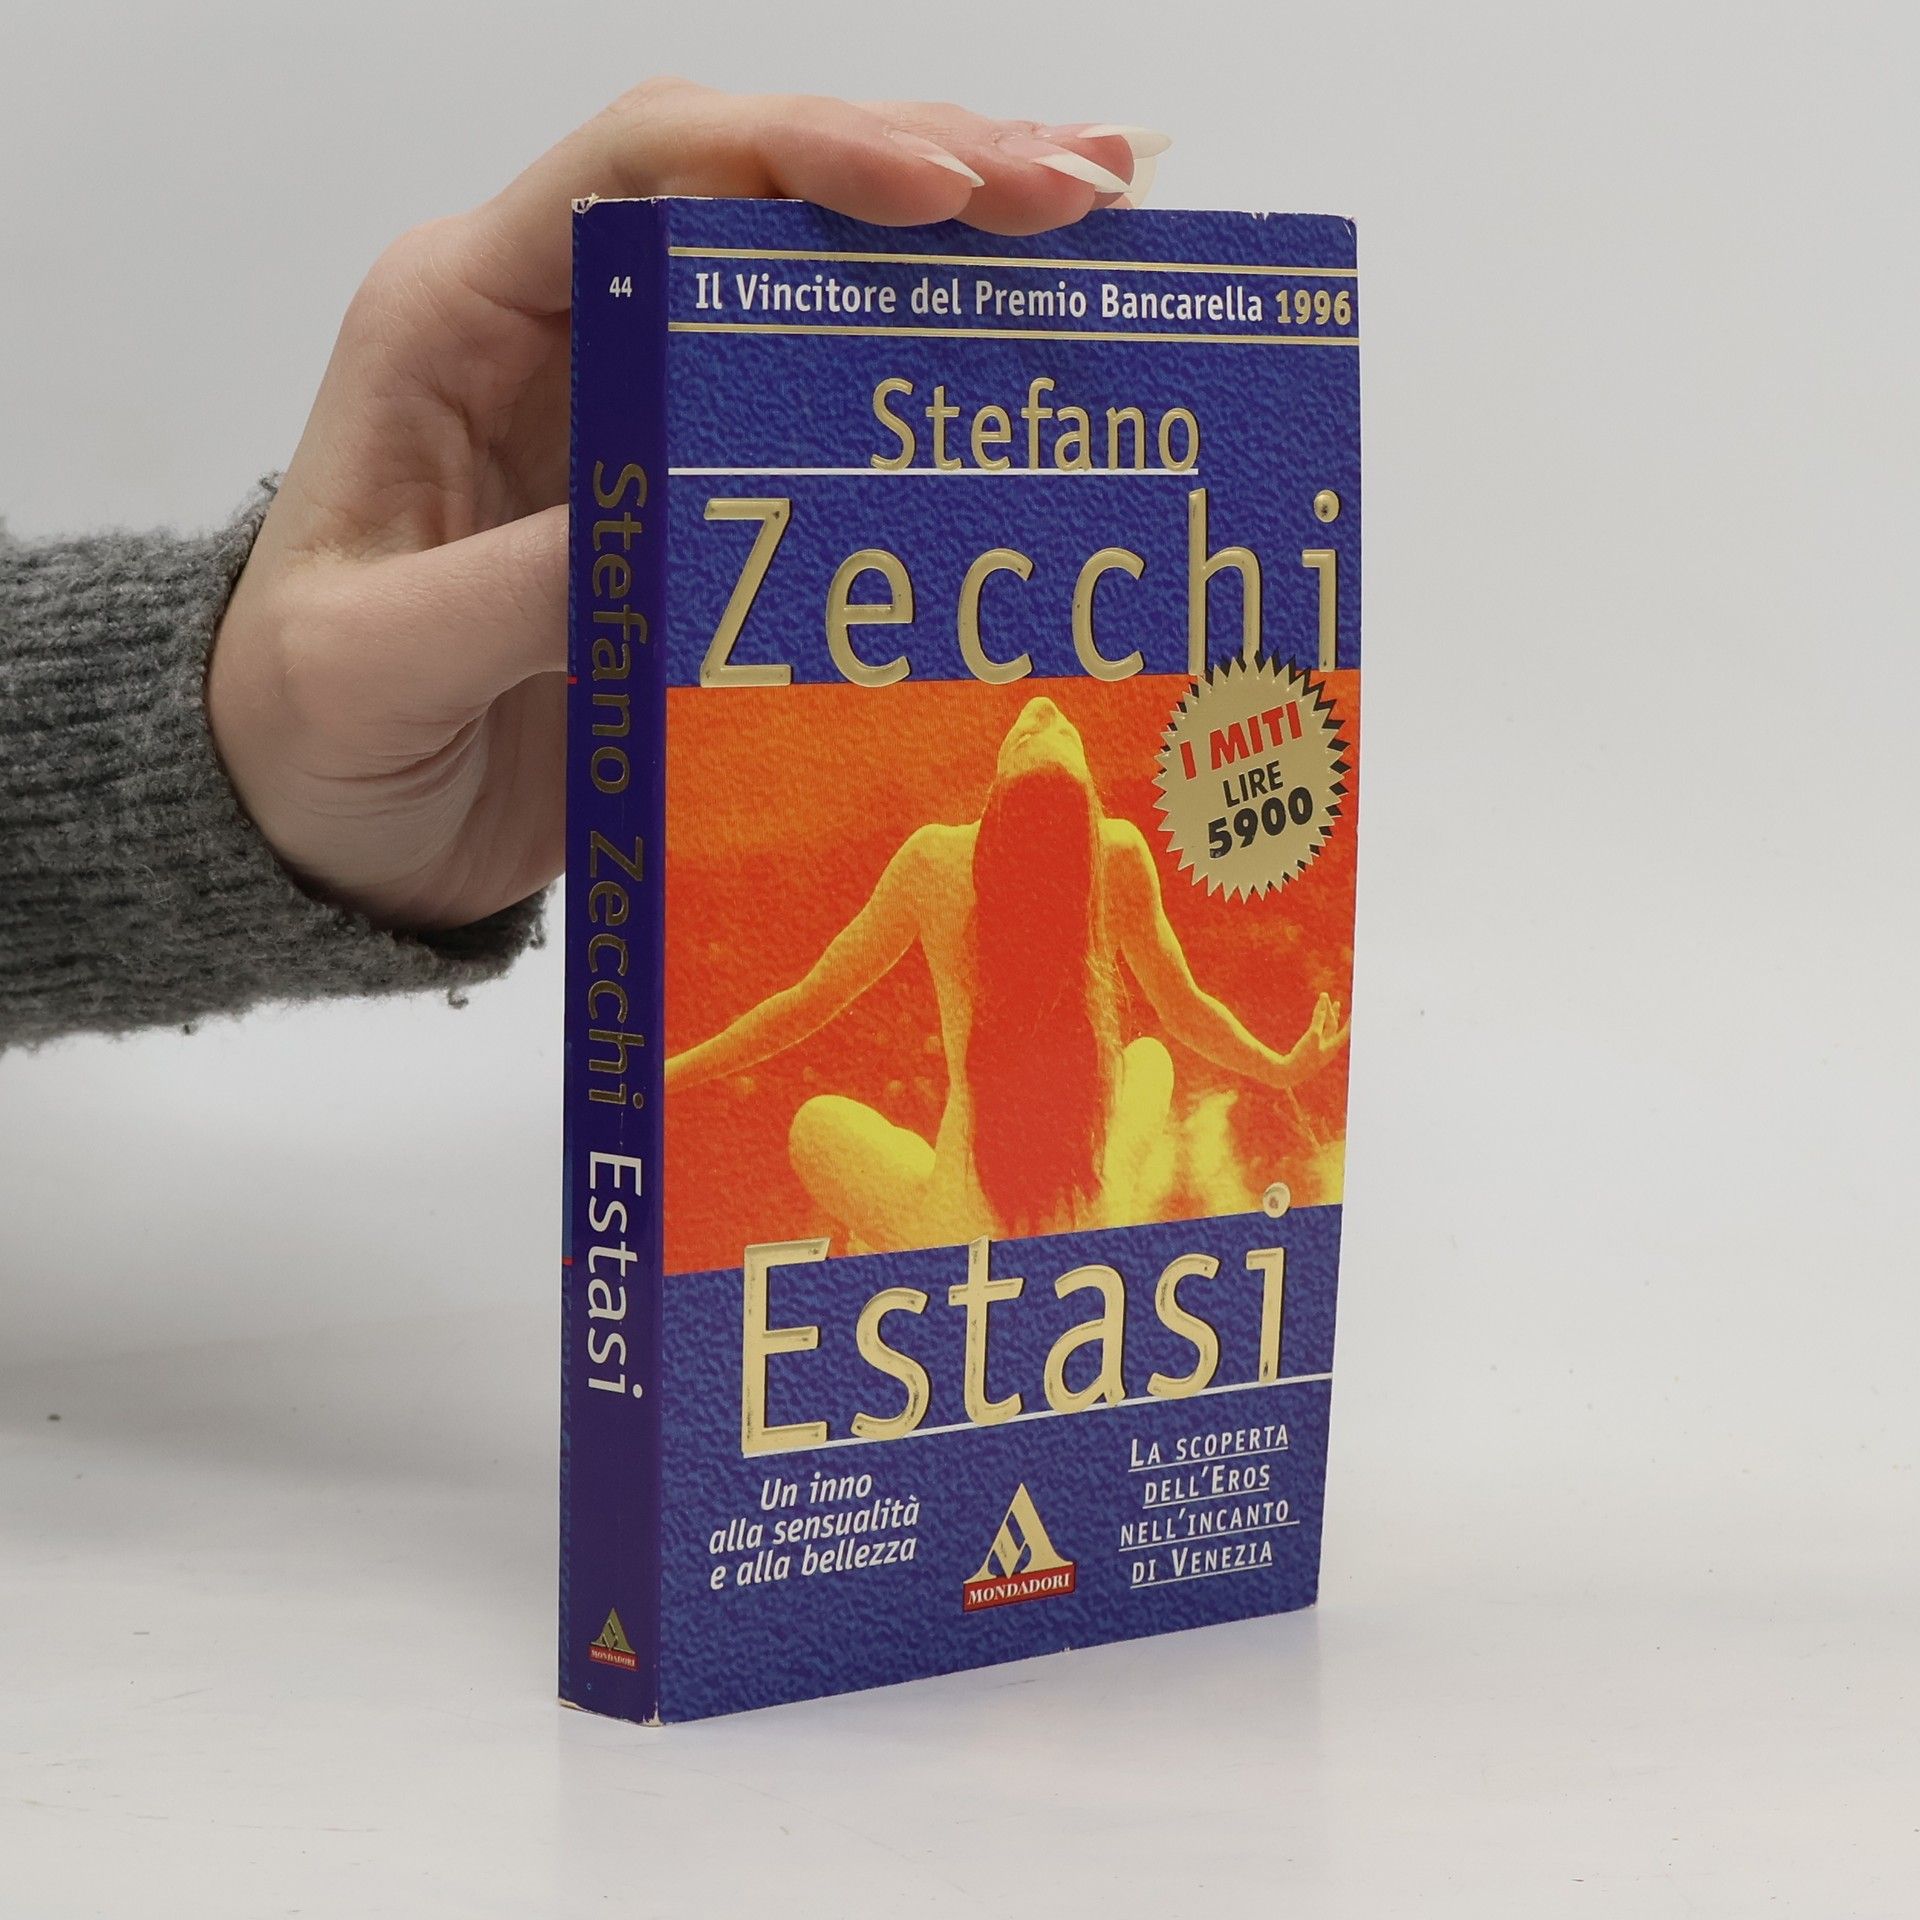 44
Stefano Zecchi Estasi
MONDADORI
Il Vincitore del Premio Bancarella 1996
Stefano
Zecchi
I MITI
LIRE
5900
Estasi
Un inno
alla sensualità
e alla bellezza
MONDADORI
LA SCOPERTA
DELL'EROS
NELL'INCANTO
DI VENEZIA